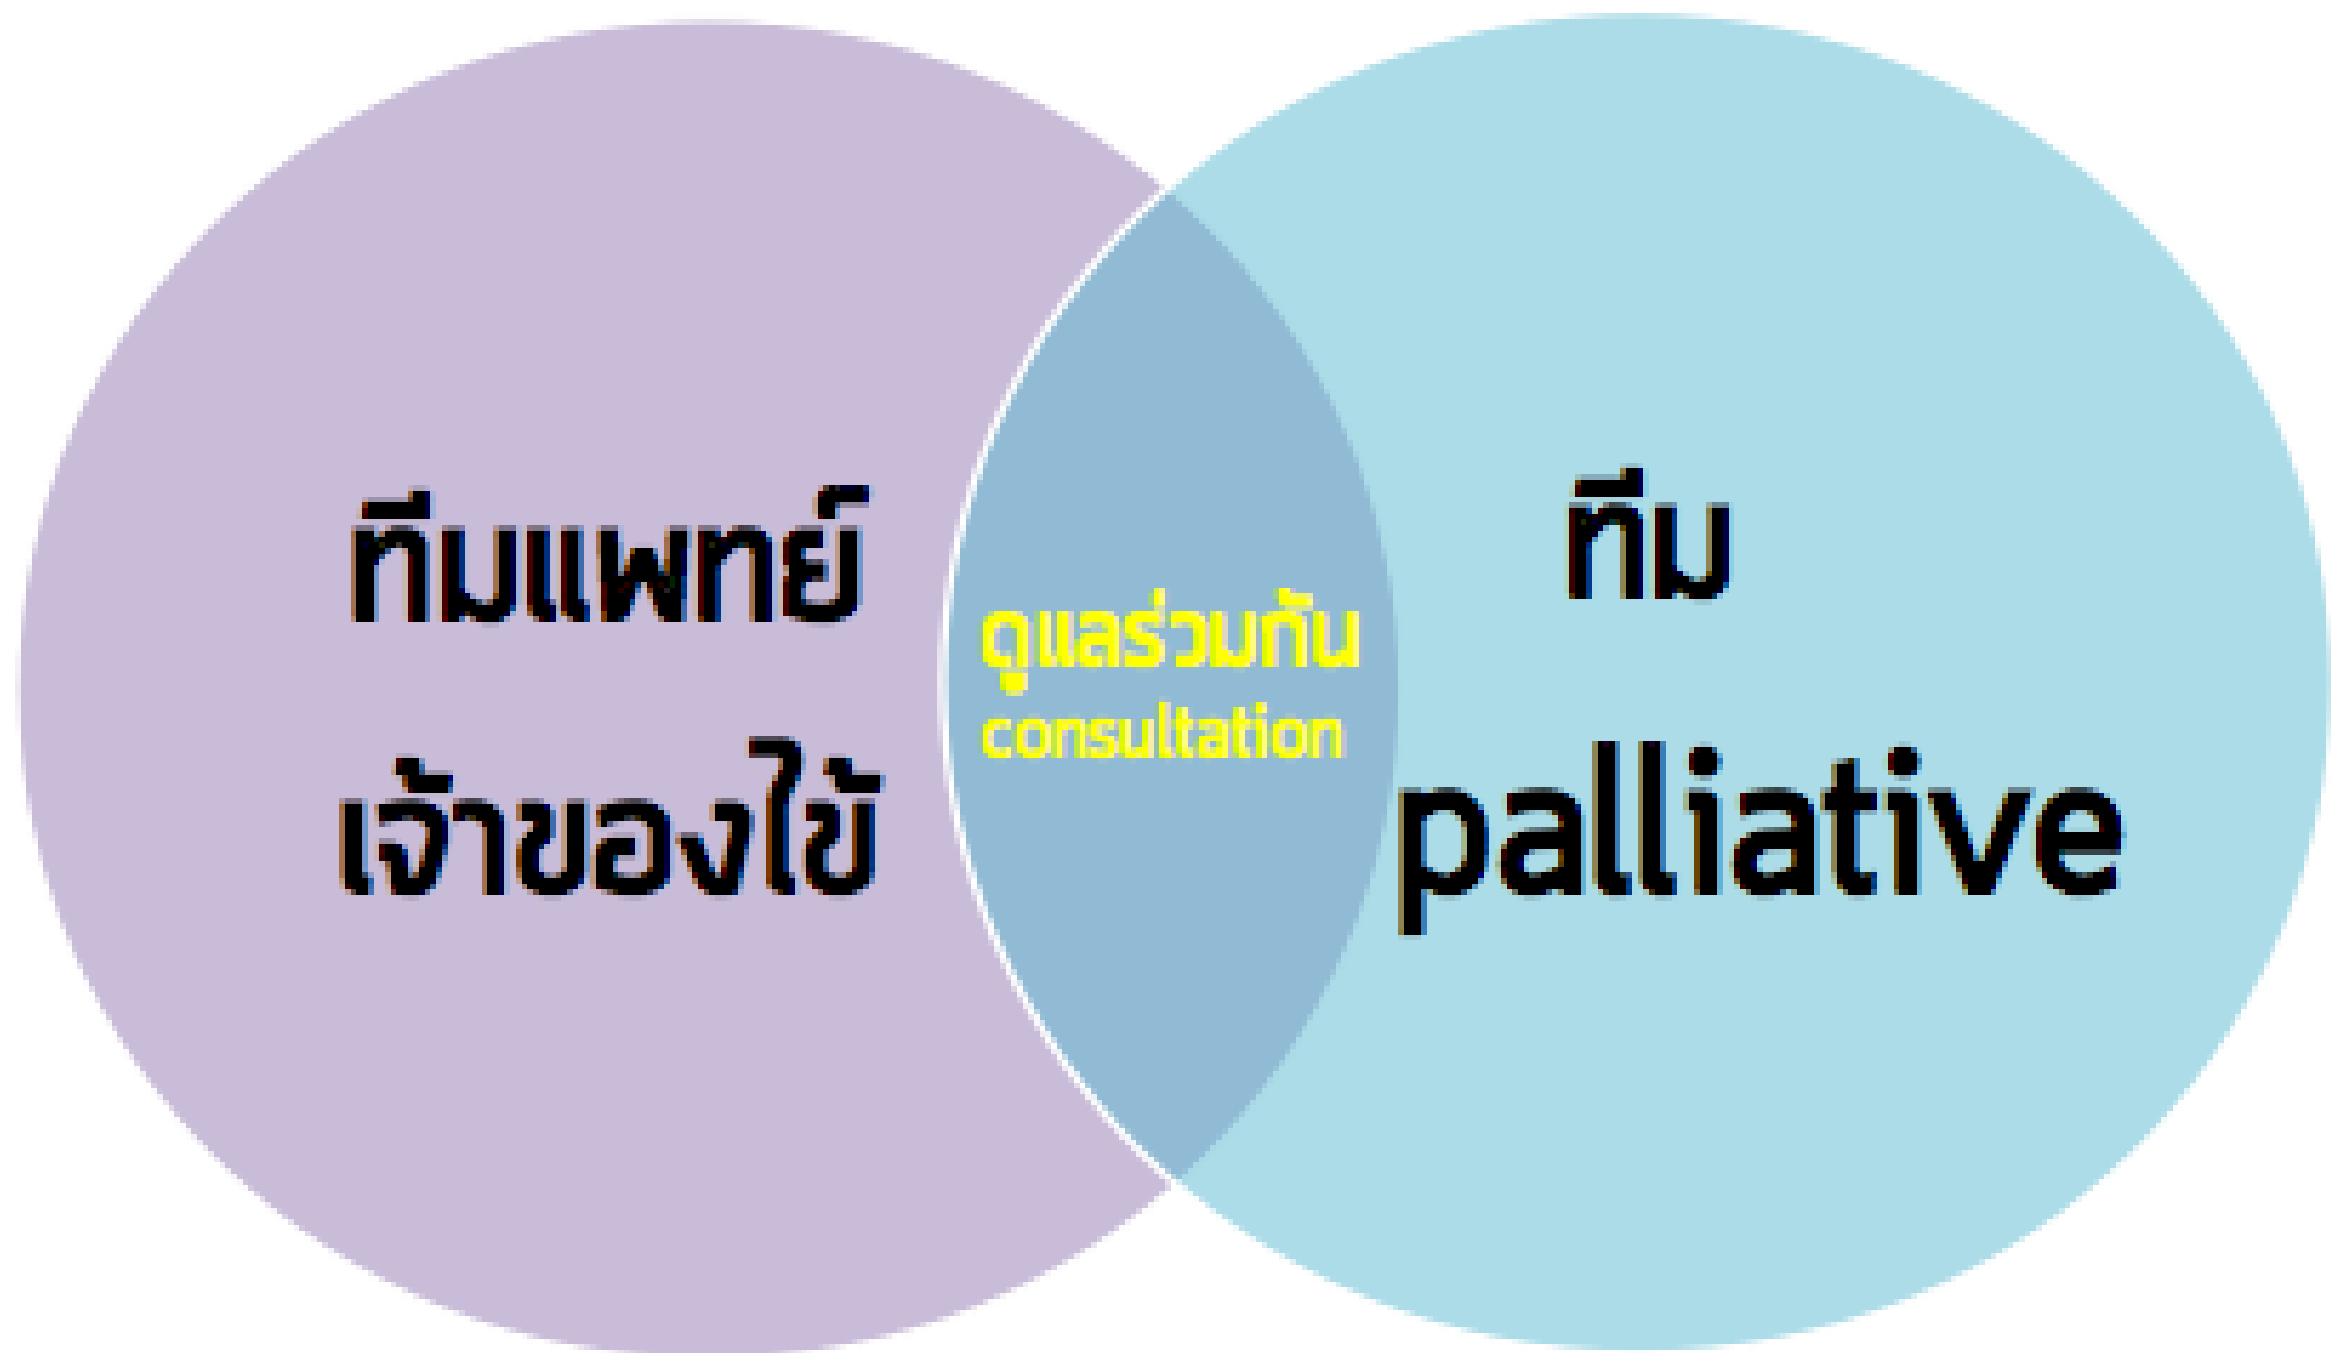 ทีมแพทย์
เจ้าของไข้
ดูแลร่วมกัน
consultation
ทีม
palliative